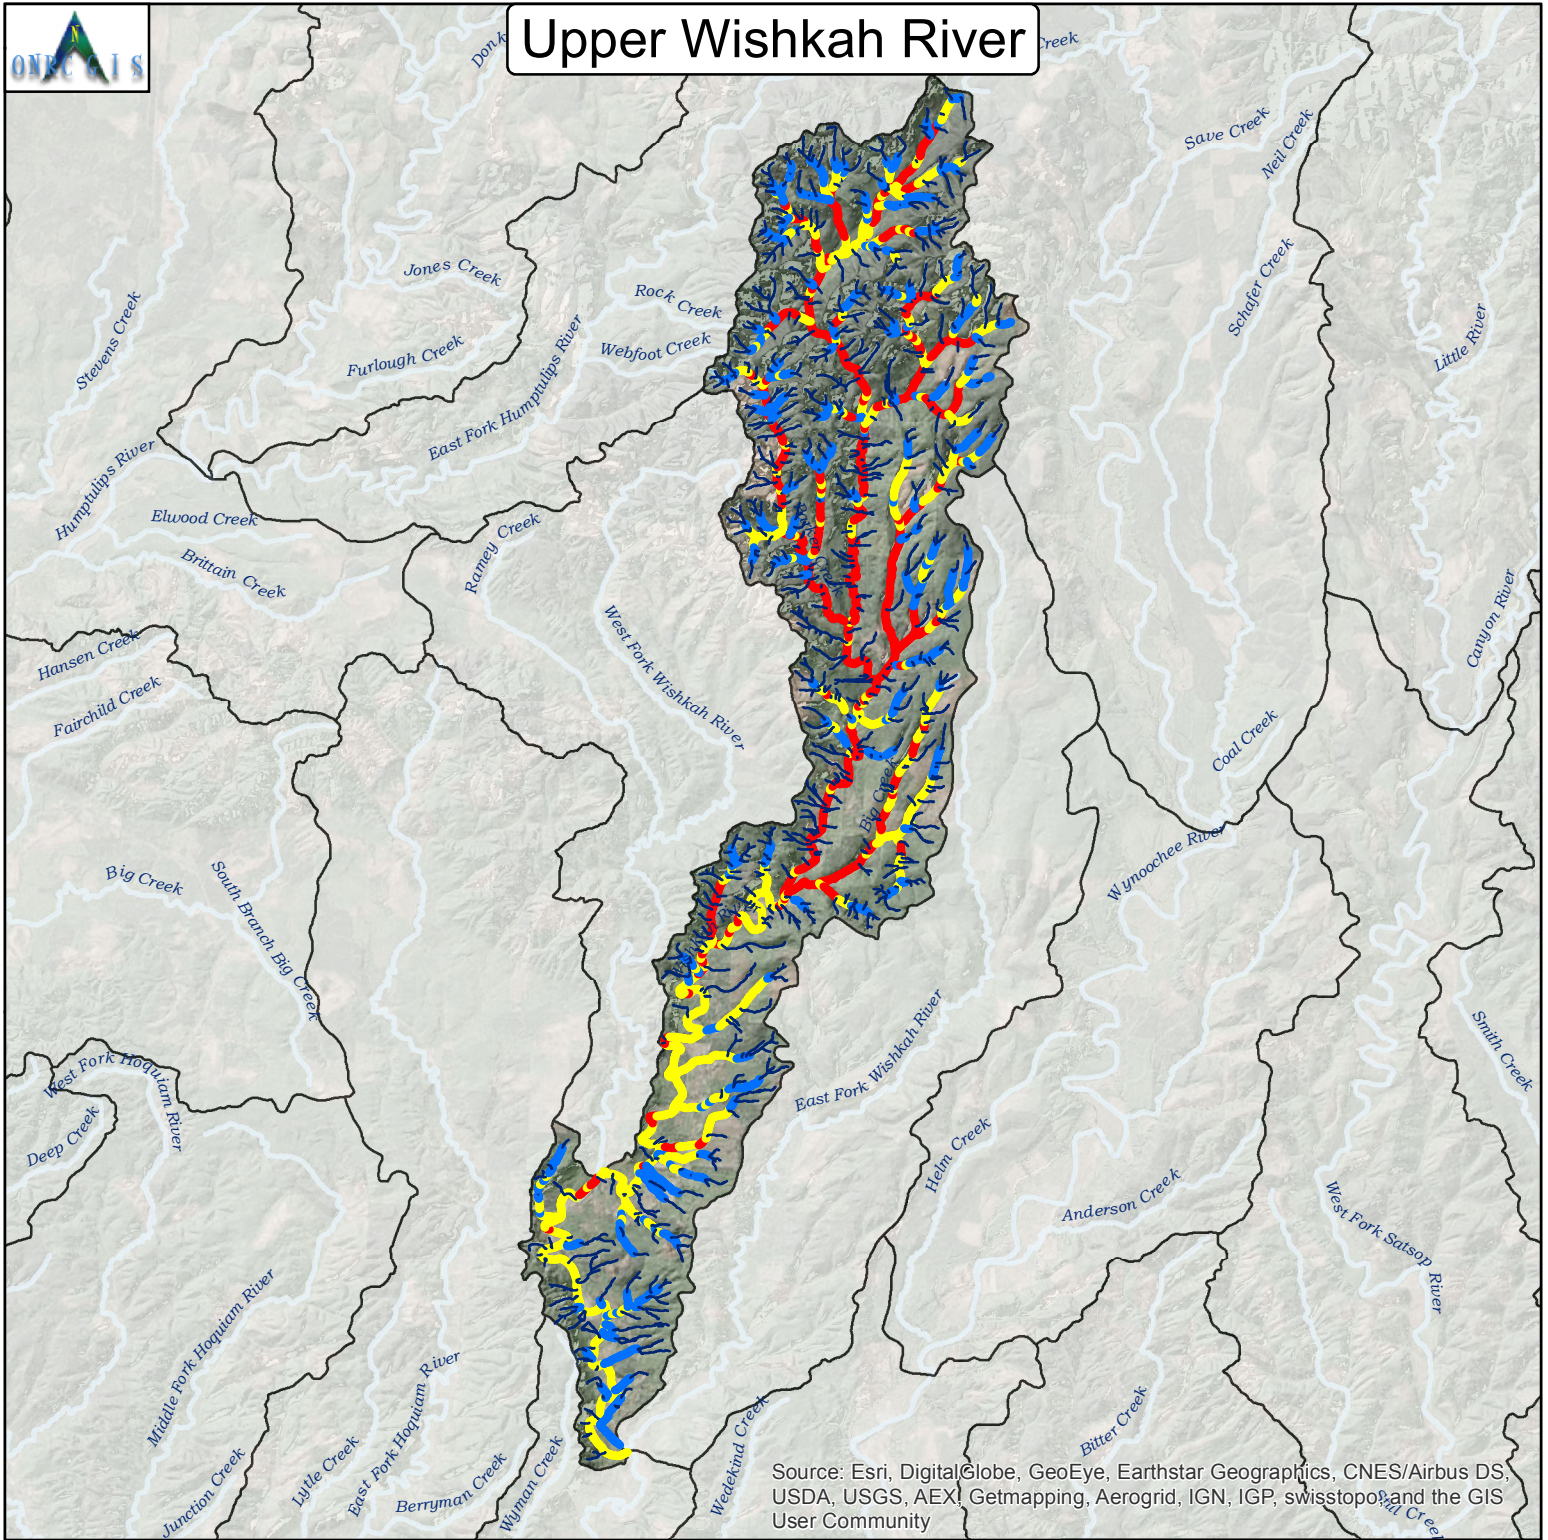 Upper Wishkah River
N
ONRC GIS
Donk
Creek
Save Creek
Neil Creek
Jones Creek
Rock Creek
Schafer Creek
Stevens Creek
Webfoot Creek
Little River
Furlough Creek
East Fork Humptulips River
Humptulips River
Elwood Creek
Ramey Creek
Brittain Creek
Canyon River
Hansen Creek
West Fork Wishkah River
Fairchild Creek
Coal Creek
Big Creek
Wynoochee River
Big Creek
South Branch Big Creek
East Fork Wishkah River
Smith Creek
West Fork Hoquiam River
Deep Creek
Helm Creek
Anderson Creek
West Fork Satsop River
Middle Fork Hoquiam River
East Fork Hoquiam River
Bitter Creek
Wedekind Creek
Junction Creek
Lytle Creek
Berryman Creek
Wyman Creek
Source: Esri, DigitalGlobe, GeoEye, Earthstar Geographics, CNES/Airbus DS,
USDA, USGS, AEX, Getmapping, Aerogrid, IGN, IGP, swisstopo, and the GIS
User Community